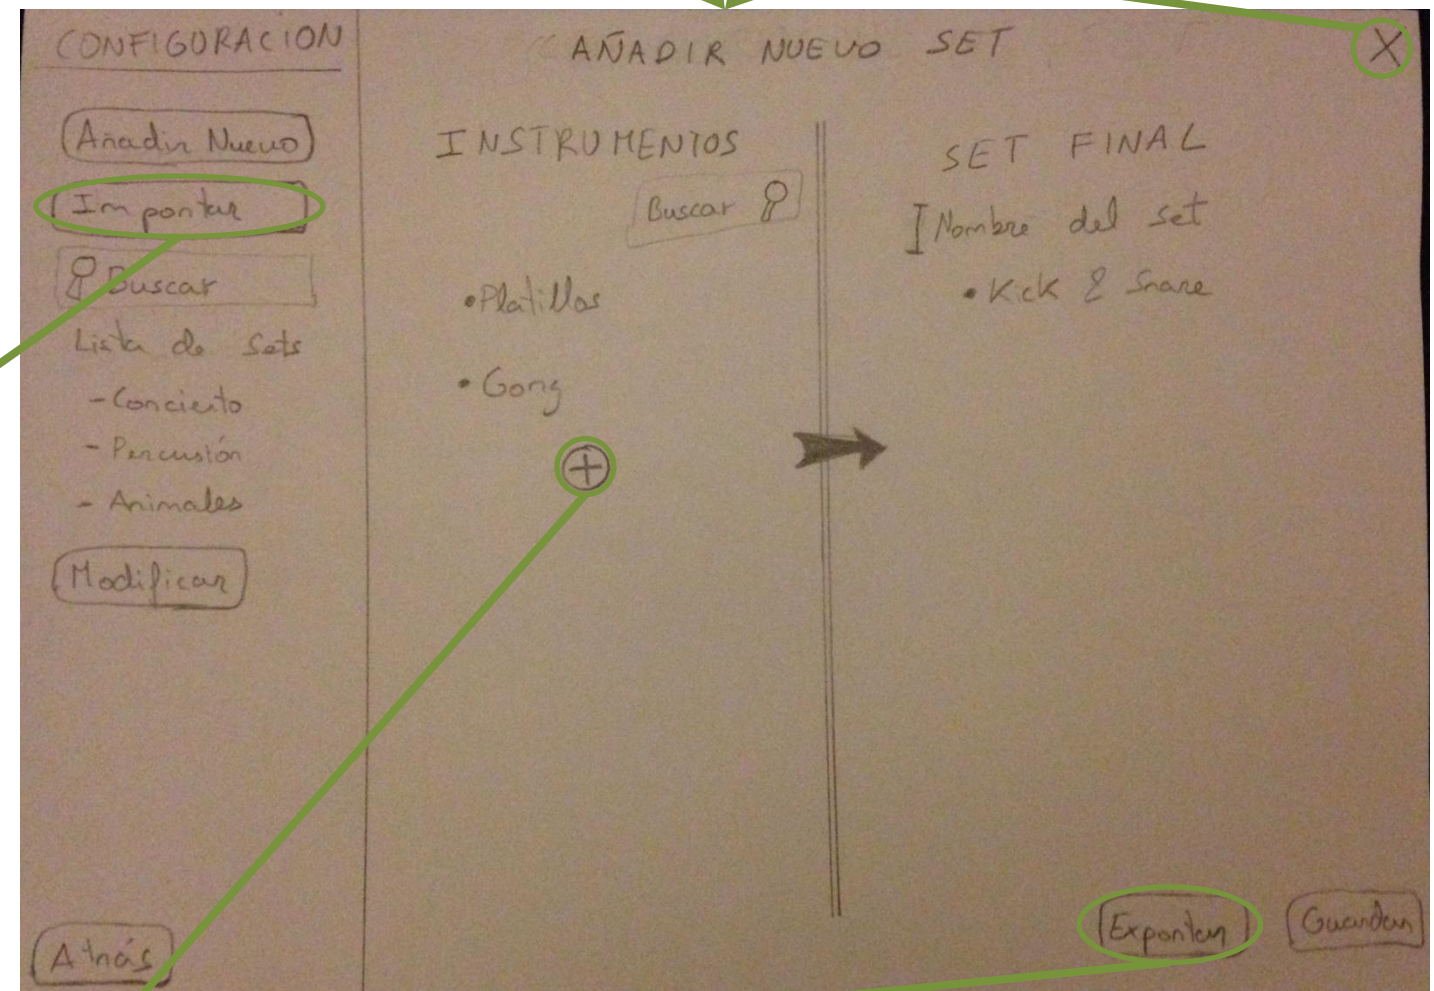 CONFIGURACION
Añadir Nuevo
Importar
Buscar
Lista de Sets
- Concierto
- Percusión
- Animales
Modificar
Atrás
AÑADIR NUEVO SET
X
INSTRUMENTOS
Buscar
• Platillos
• Gong
+
SET FINAL
Nombre del set
• Kick & Snare
Exportar
Guardar